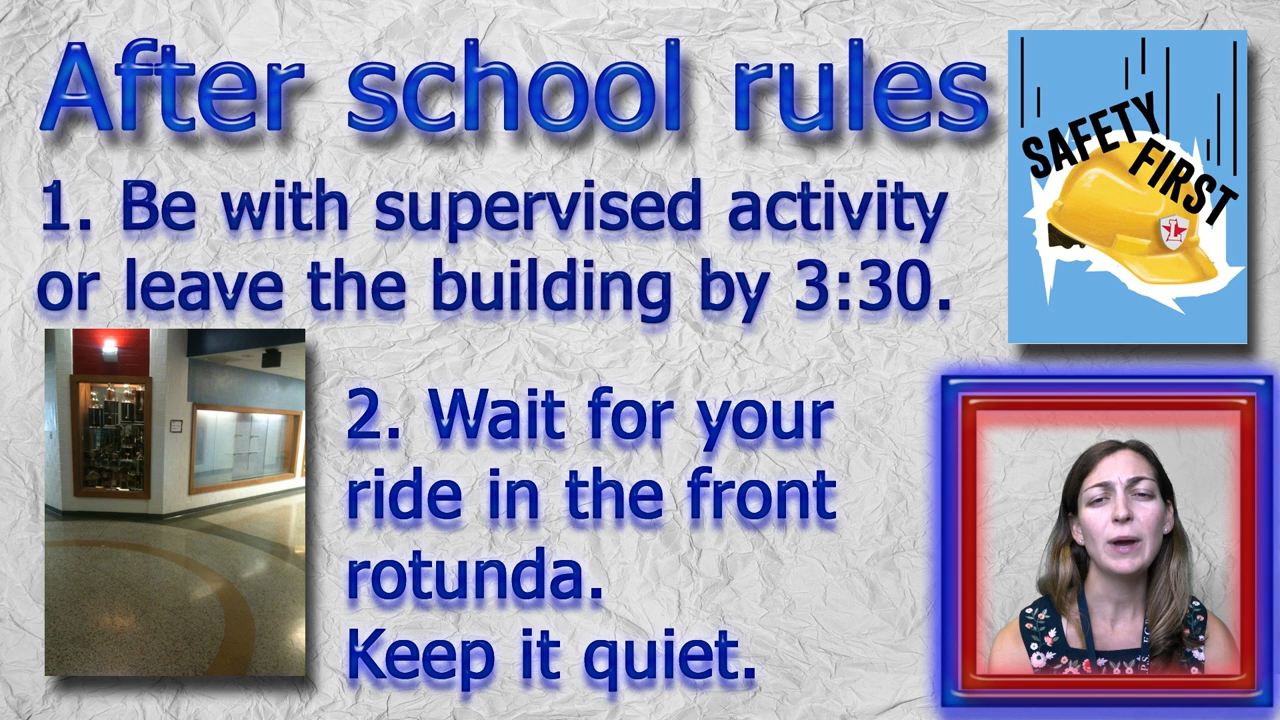 After school rules
SAFETY
FIRST
L
1. Be with supervised activity
or leave the building by 3:30.
2. Wait for your
ride in the front
rotunda.
Keep it quiet.